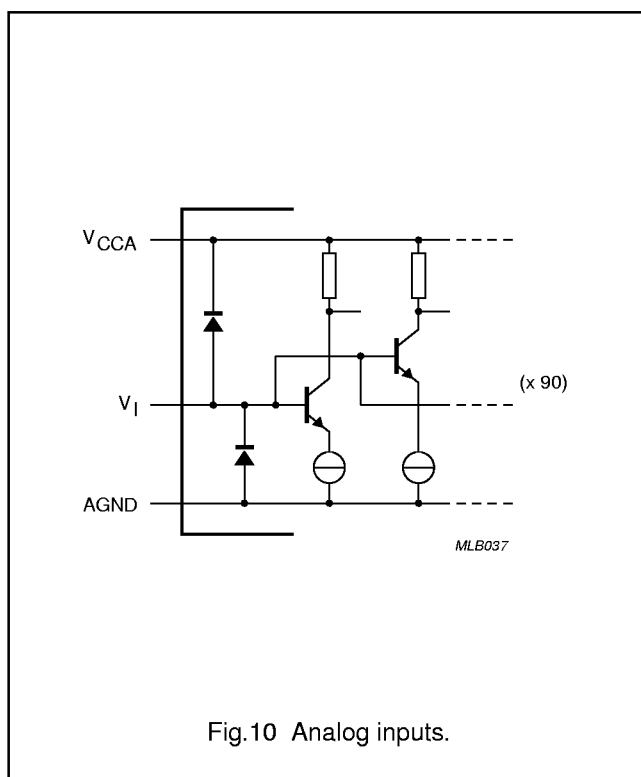 VCCA
VI
(x 90)
AGND
MLB037
Fig.10 Analog inputs.